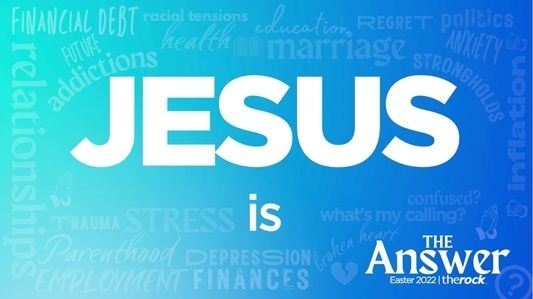 FINANCIAL DEBT
racial tensions
education
REGRET
politics
FUTURE
health
marriage
ANXIETY
addictions
STRONGHOLDS
relationships
inflation
JESUS
is
confused?
what's my calling?
TRAUMA
STRESS
broken heart
Parenthood
DEPRESSION
EMPLOYMENT
FINANCES
THE
Answer
Easter 2022 | therock.